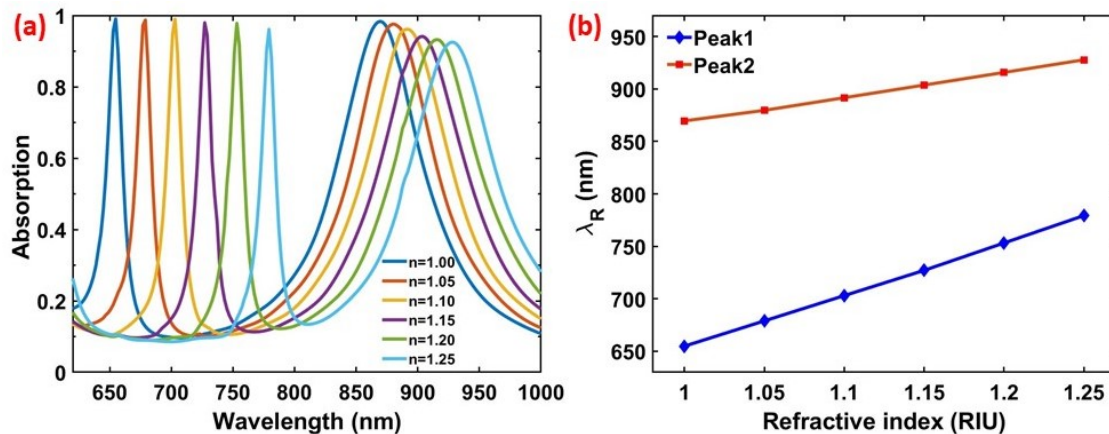 (a)
Absorption
1
0.8
0.6
0.4
0.2
0
n=1.00
n=1.05
n=1.10
n=1.15
n=1.20
n=1.25
650 700 750 800 850 900 950 1000
Wavelength (nm)
(b)
Peak1
Peak2
λR (nm)
950
900
850
800
750
700
650
1 1.05 1.1 1.15 1.2 1.25
Refractive index (RIU)